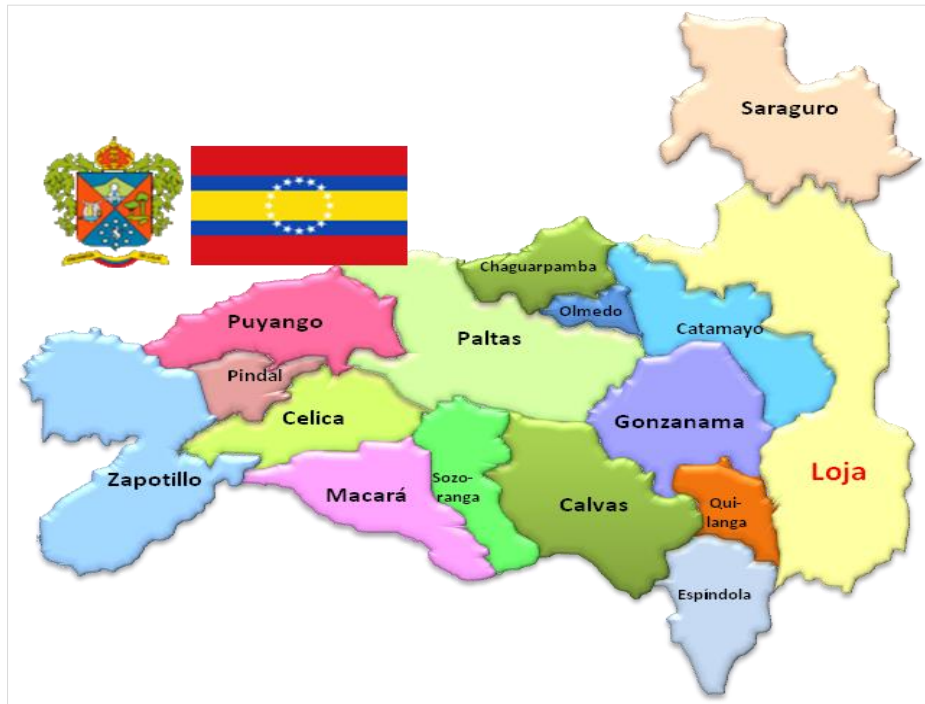 Saraguro
Chaguarpamba
Olmedo
Puyango
Catamayo
Paltas
Pindal
Celica
Gonzanama
Loja
Zapotillo
Macará
Sozo-
ranga
Calvas
Qui-
langa
Espíndola